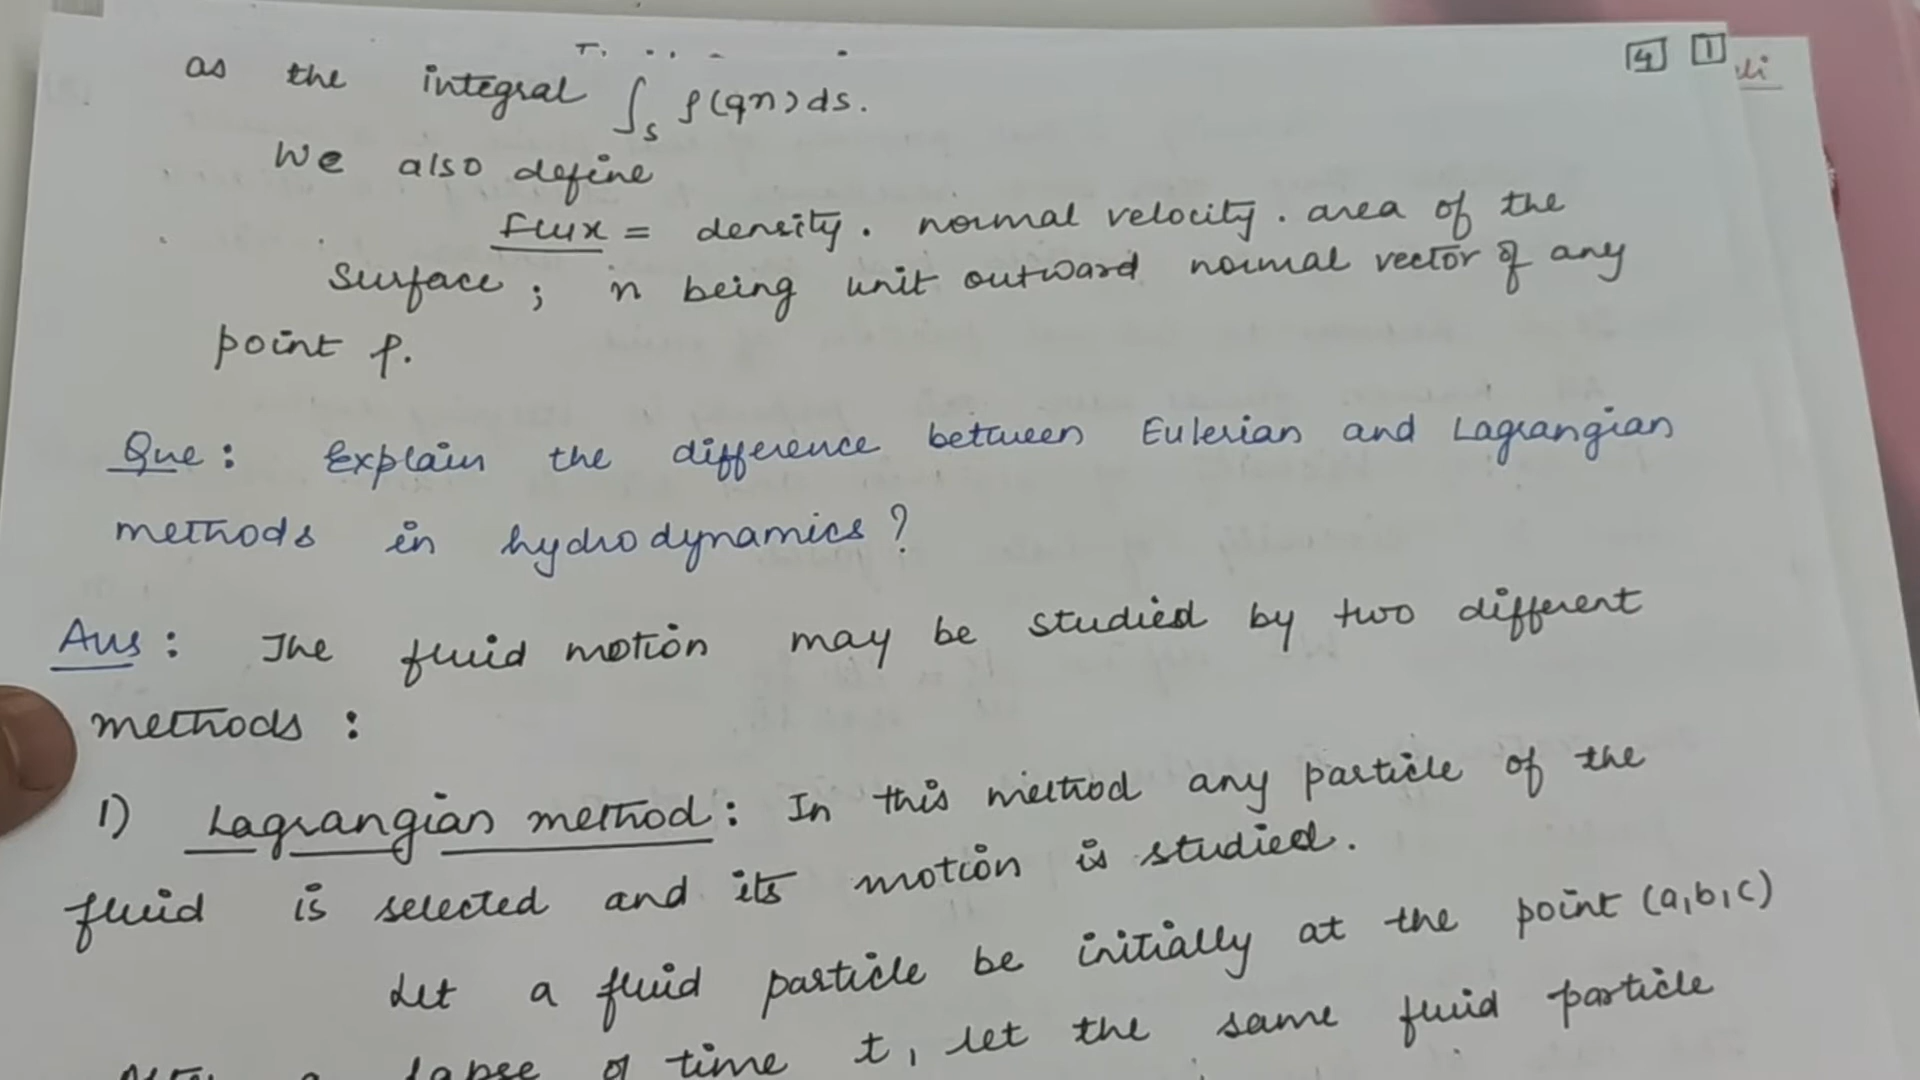 4 1
as the integral ∫s ρ(qn)ds.
We also define
Flux = density. normal velocity. area of the
surface; n being unit outward normal vector of any
point P.
Que: Explain the difference between Eulerian and Lagrangian
methods in hydrodynamics?
Ans: The fluid motion may be studied by two different
methods:
1) Lagrangian method: In this method any particle of the
fluid is selected and its motion is studied.
Let a fluid particle be initially at the point (a,b,c)
After a lapse of time t, let the same fluid particle